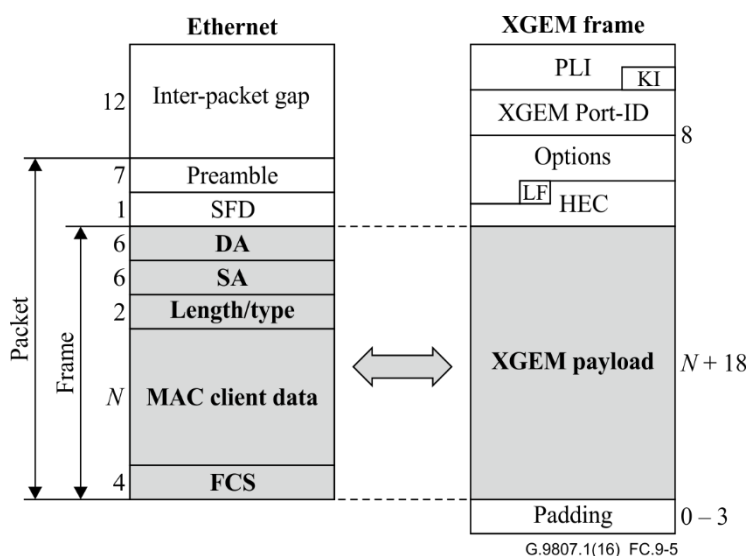 Ethernet
XGEM frame
12
Inter-packet gap
PLI
KI
XGEM Port-ID
8
7
Preamble
Options
1
SFD
LF
HEC
6
DA
6
SA
2
Length/type
Packet
Frame
N
MAC client data
XGEM payload
N + 18
4
FCS
Padding
0 – 3
G.9807.1(16)_FC.9-5